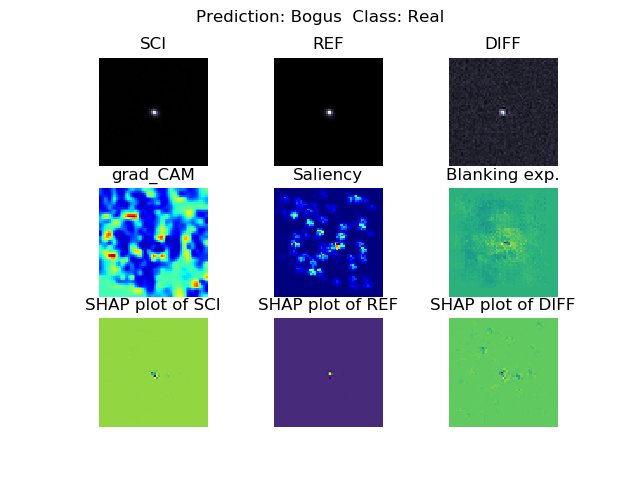 Prediction: Bogus  Class: Real
SCI REF DIFF
grad_CAM Saliency Blanking exp.
SHAP plot of SCI SHAP plot of REF SHAP plot of DIFF